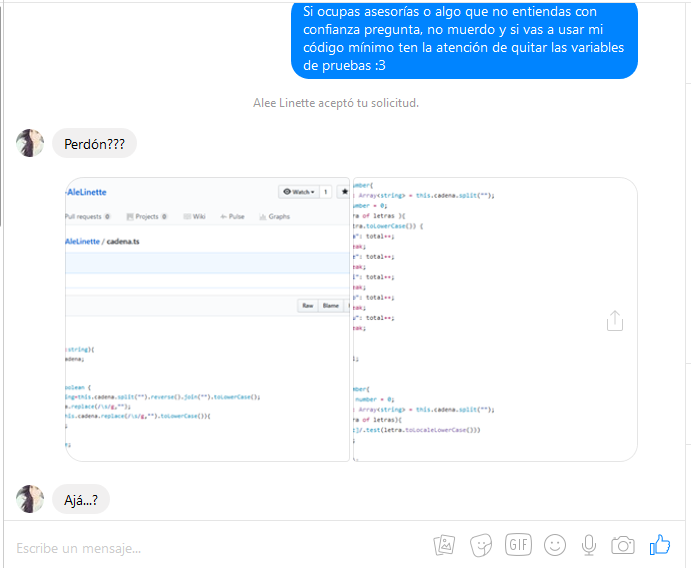 Si ocupas asesorías o algo que no entiendas con
confianza pregunta, no muerdo y si vas a usar mi
código mínimo ten la atención de quitar las variables
de pruebas :3
Alee Linette aceptó tu solicitud.
Perdón???
-AleLinette
Watch 1
Pull requests 0 Projects 0 Wiki Pulse Graphs
AleLinette / cadena.ts
Raw Blame
:string){
adena;
oolean {
ing=this.cadena.split("").reverse().join("").toLowerCase();
a.replace(/\s/g,"");
his.cadena.replace(/\s/g,"").toLowerCase()){
;
e;
umber{
: Array<string> = this.cadena.split("");
umber = 0;
ra of letras ){
tra.toLowerCase()) {
a": total++;
eak;
e": total++;
eak;
i": total++;
eak;
o": total++;
eak;
u": total++;
eak;
l;
mber{
number = 0;
: Array<string> = this.cadena.split("");
ra of letras){
c]/.test(letra.toLocaleLowerCase()))
;
Ajá...?
Escribe un mensaje...
GIF